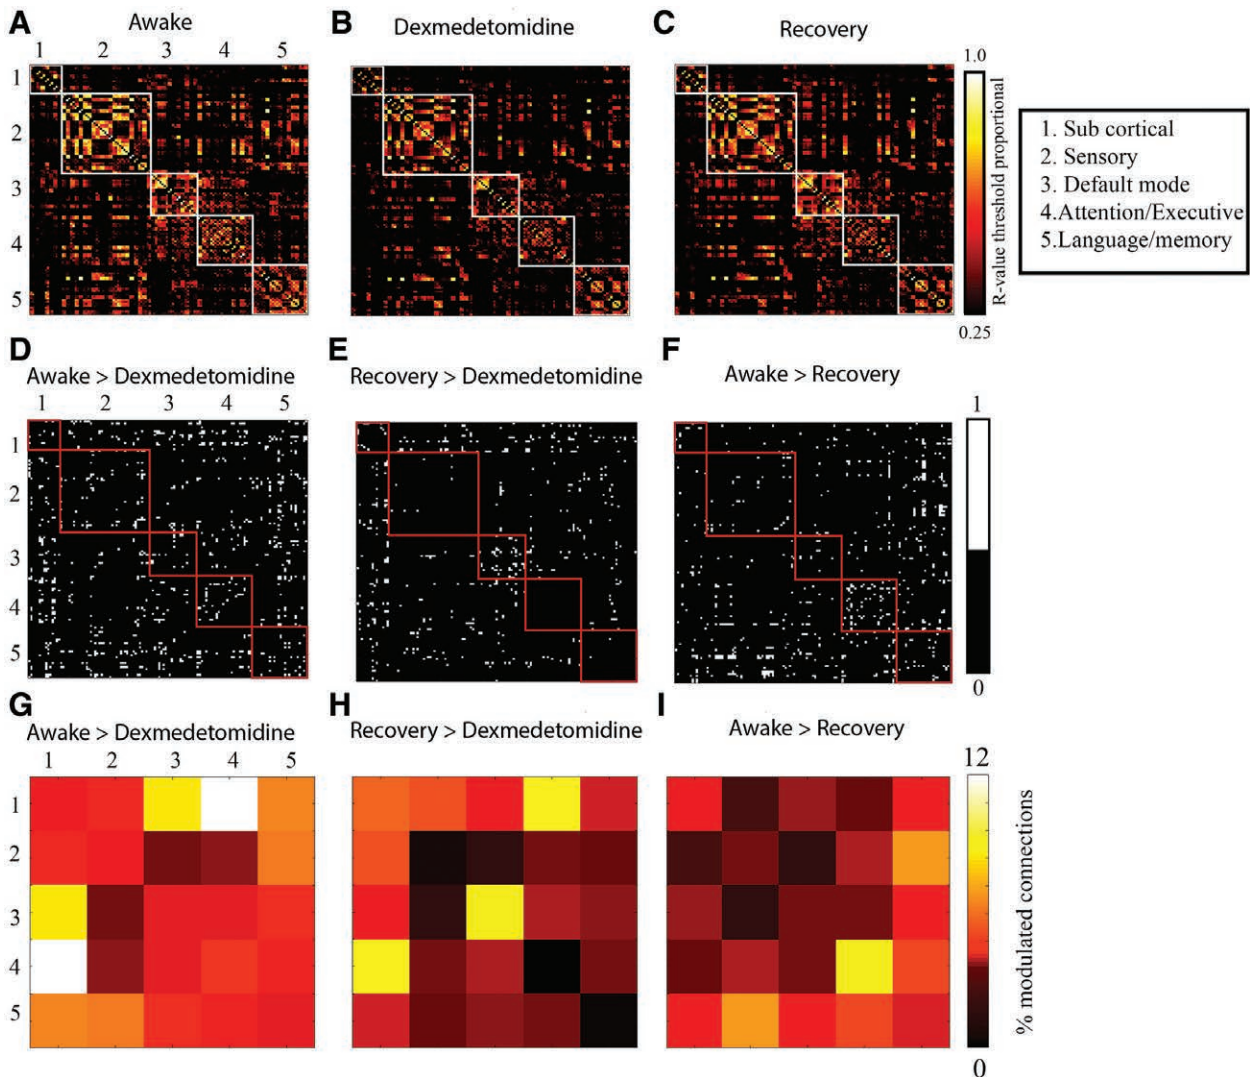 A
Awake
B
Dexmedetomidine
C
Recovery
1 2 3 4 5
1
2
3
4
5
1.0
R-value threshold proportional
0.25
1. Sub cortical
2. Sensory
3. Default mode
4.Attention/Executive
5.Language/memory
D
Awake > Dexmedetomidine
E
Recovery > Dexmedetomidine
F
Awake > Recovery
1 2 3 4 5
1
2
3
4
5
1
0
G
Awake > Dexmedetomidine
H
Recovery > Dexmedetomidine
I
Awake > Recovery
1 2 3 4 5
1
2
3
4
5
12
% modulated connections
0